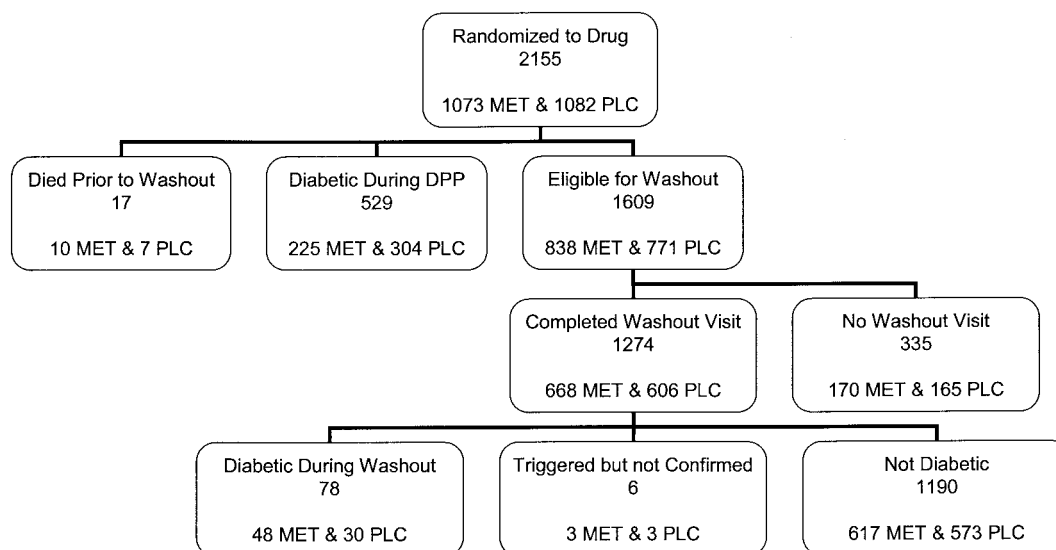 Randomized to Drug
2155
1073 MET & 1082 PLC
Died Prior to Washout
17
10 MET & 7 PLC
Diabetic During DPP
529
225 MET & 304 PLC
Eligible for Washout
1609
838 MET & 771 PLC
Completed Washout Visit
1274
668 MET & 606 PLC
No Washout Visit
335
170 MET & 165 PLC
Diabetic During Washout
78
48 MET & 30 PLC
Triggered but not Confirmed
6
3 MET & 3 PLC
Not Diabetic
1190
617 MET & 573 PLC